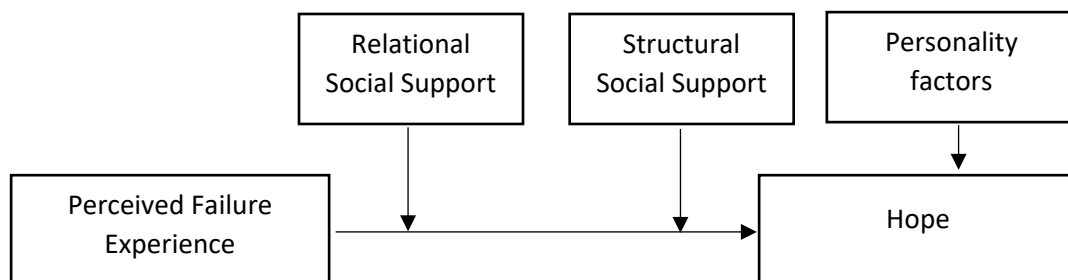 Relational
Social Support
Structural
Social Support
Personality
factors
Perceived Failure
Experience
Hope